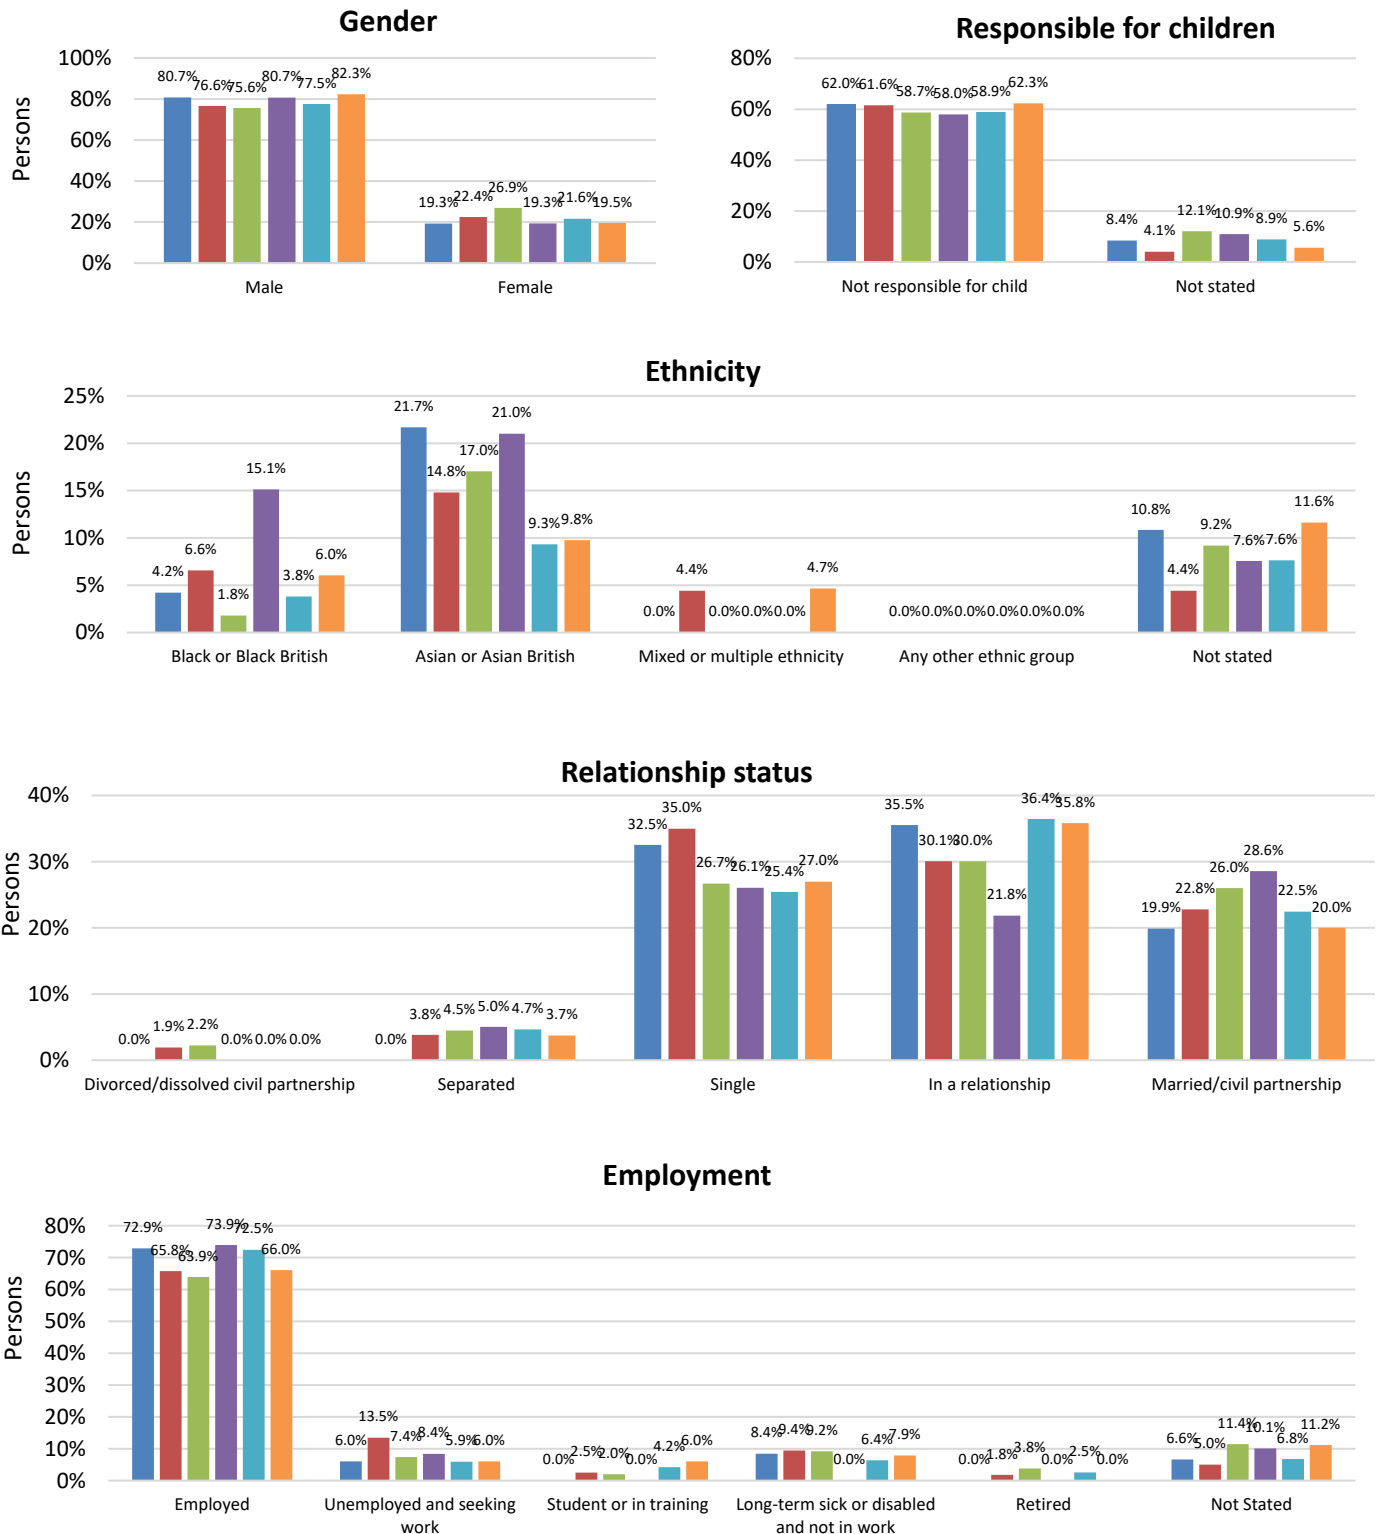 Gender
Persons
100%
80%
60%
40%
20%
0%
80.7% 76.6% 75.6% 80.7% 77.5% 82.3%
19.3% 22.4% 26.9% 19.3% 21.6% 19.5%
Male Female
Responsible for children
80%
60%
40%
20%
0%
62.0% 61.6% 58.7% 58.0% 58.9% 62.3%
8.4% 4.1% 12.1% 10.9% 8.9% 5.6%
Not responsible for child Not stated
Ethnicity
Persons
25%
20%
15%
10%
5%
0%
4.2% 6.6% 1.8% 15.1% 3.8% 6.0%
21.7% 14.8% 17.0% 21.0% 9.3% 9.8%
0.0% 4.4% 0.0% 0.0% 0.0% 4.7%
0.0% 0.0% 0.0% 0.0% 0.0% 0.0%
10.8% 4.4% 9.2% 7.6% 7.6% 11.6%
Black or Black British Asian or Asian British Mixed or multiple ethnicity Any other ethnic group Not stated
Relationship status
Persons
40%
30%
20%
10%
0%
0.0% 1.9% 2.2% 0.0% 0.0% 0.0%
0.0% 3.8% 4.5% 5.0% 4.7% 3.7%
32.5% 35.0% 26.7% 26.1% 25.4% 27.0%
35.5% 30.1% 30.0% 21.8% 36.4% 35.8%
19.9% 22.8% 26.0% 28.6% 22.5% 20.0%
Divorced/dissolved civil partnership Separated Single In a relationship Married/civil partnership
Employment
Persons
80%
70%
60%
50%
40%
30%
20%
10%
0%
72.9% 65.8% 63.9% 73.9% 72.5% 66.0%
6.0% 13.5% 7.4% 8.4% 5.9% 6.0%
0.0% 2.5% 2.0% 0.0% 4.2% 6.0%
8.4% 9.4% 9.2% 0.0% 6.4% 7.9%
0.0% 1.8% 3.8% 0.0% 2.5% 0.0%
6.6% 5.0% 11.4% 10.1% 6.8% 11.2%
Employed Unemployed and seeking Student or in training Long-term sick or disabled Retired Not Stated
work and not in work